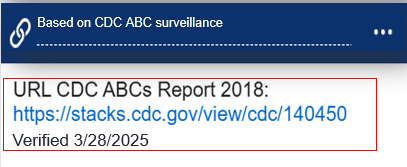 Based on CDC ABC surveillance
URL CDC ABCs Report 2018:
https://stacks.cdc.gov/view/cdc/140450
Verified 3/28/2025